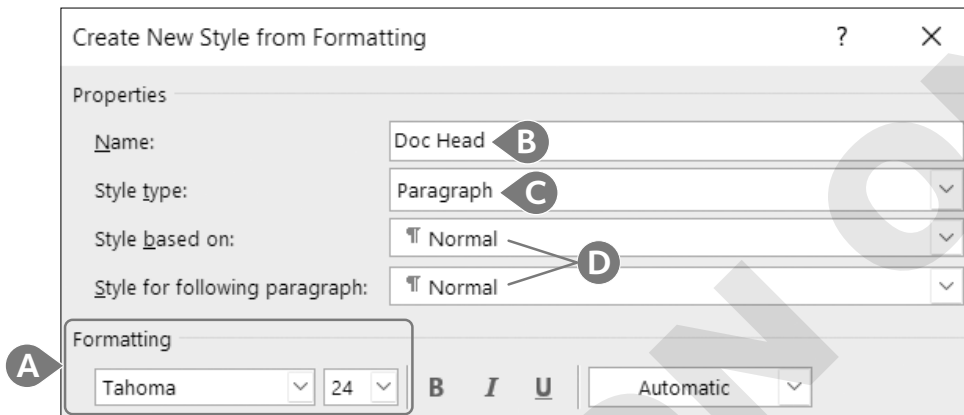 Create New Style from Formatting ? ×
Properties
Name: Doc Head B
Style type: Paragraph C
Style based on: ¶ Normal
D
Style for following paragraph: ¶ Normal
Formatting
A
Tahoma 24 B I U Automatic